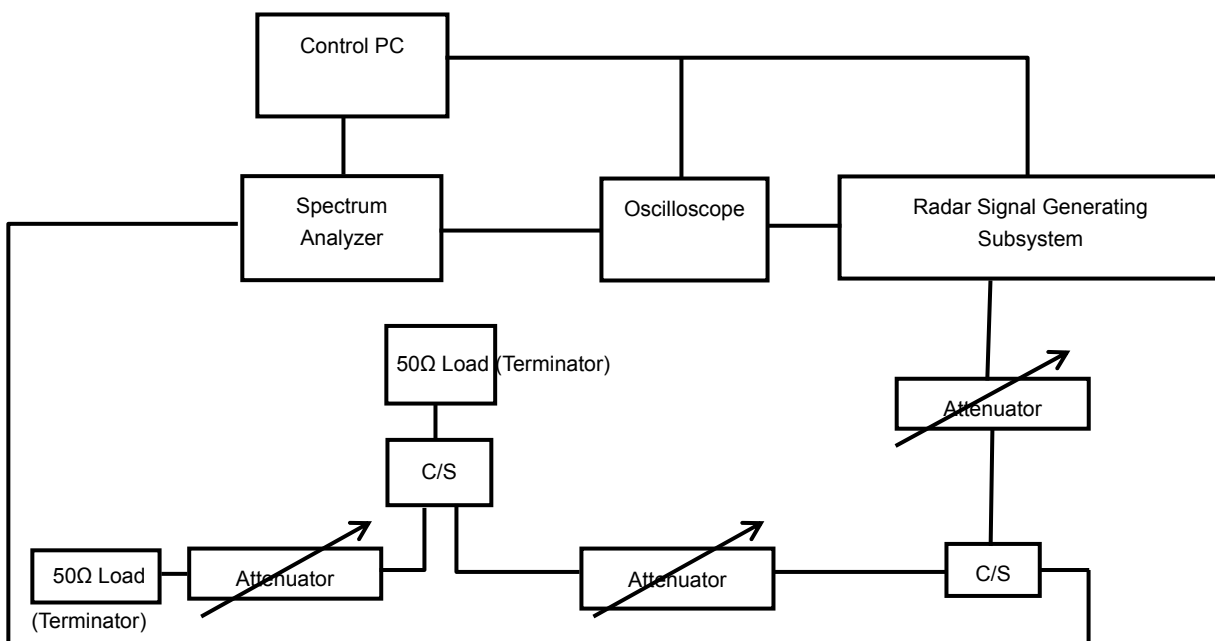 Control PC
Spectrum
Analyzer
Oscilloscope
Radar Signal Generating
Subsystem
50Ω Load (Terminator)
Attenuator
C/S
50Ω Load
(Terminator)
Attenuator
Attenuator
C/S